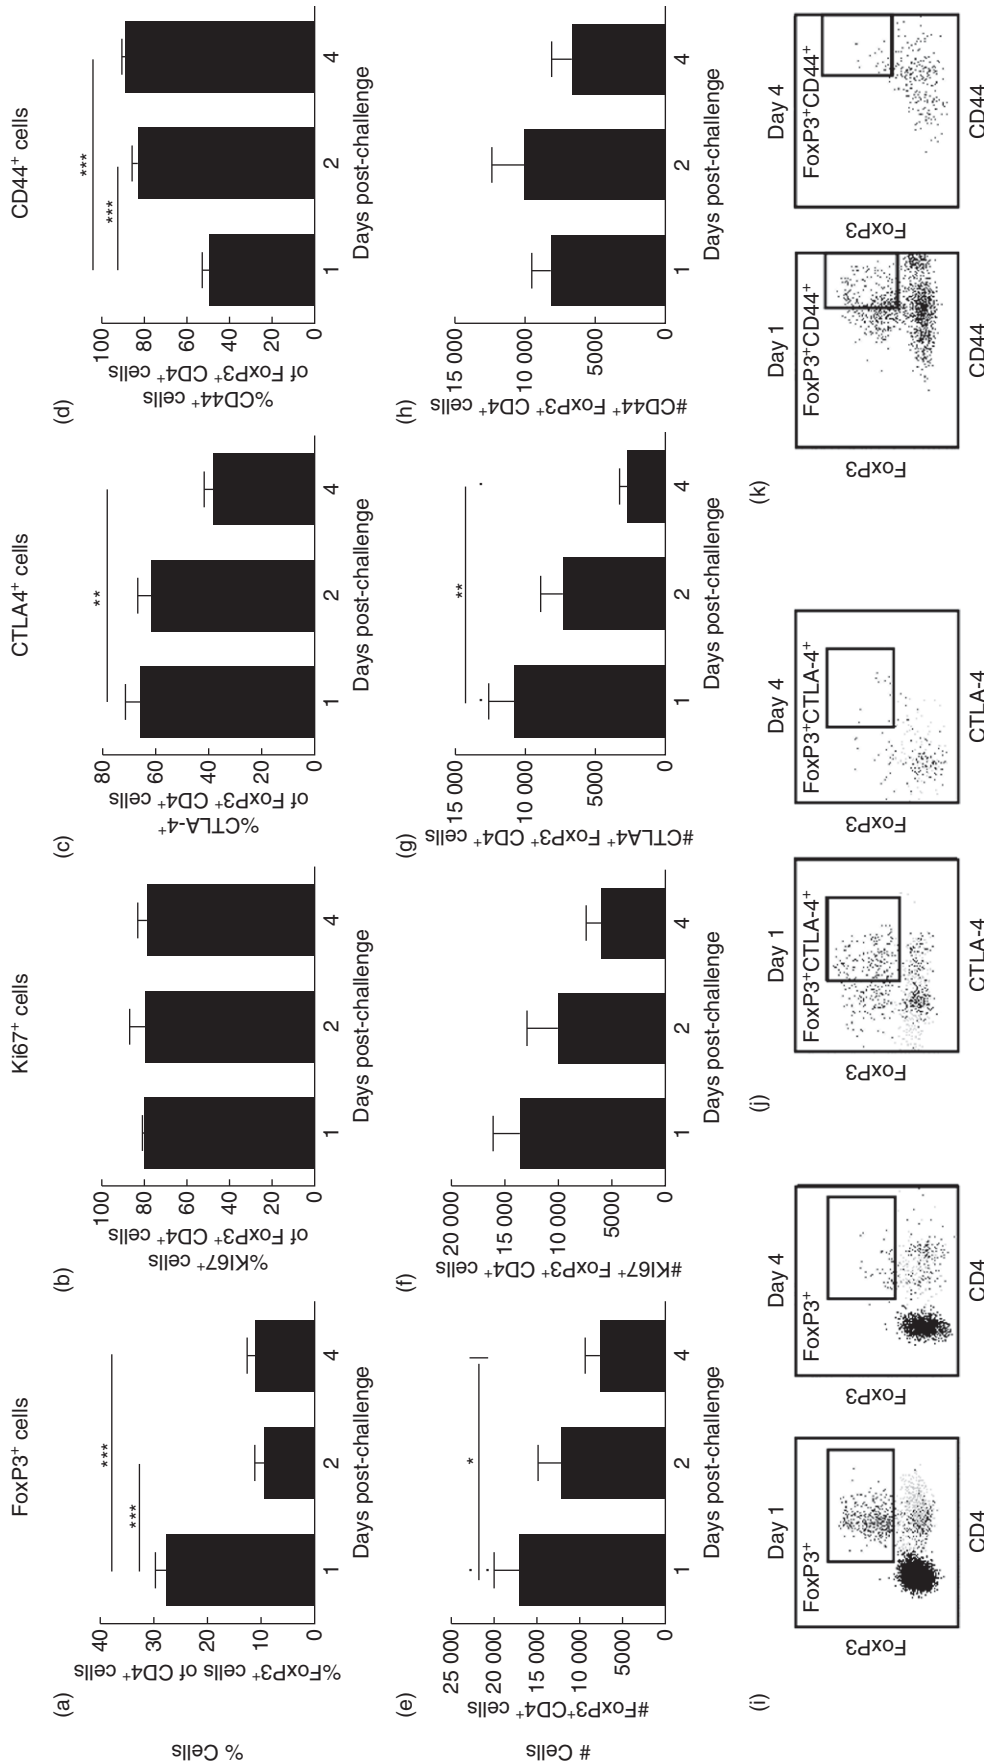 FoxP3⁺ cells
Ki67⁺ cells
CTLA4⁺ cells
CD44⁺ cells
% Cells
(a)
%FoxP3⁺ cells of CD4⁺
40
30
20
10
0
***
***
1 2 4
Days post-challenge
(b)
%KI67⁺ cells
of FoxP3⁺ CD4⁺ cells
100
80
60
40
20
0
1 2 4
Days post-challenge
(c)
%CTLA-4⁺
of FoxP3⁺ CD4⁺ cells
80
60
40
20
0
**
1 2 4
Days post-challenge
(d)
%CD44⁺ cells
of FoxP3⁺ CD4⁺ cells
100
80
60
40
20
0
***
***
1 2 4
Days post-challenge
# Cells
(e)
#FoxP3⁺CD4⁺ cells
25 000
20 000
15 000
10 000
5000
0
*
1 2 4
Days post-challenge
(f)
#KI67⁺ FoxP3⁺ CD4⁺ cells
20 000
15 000
10 000
5000
0
1 2 4
Days post-challenge
(g)
#CTLA4⁺ FoxP3⁺ CD4⁺ cells
15 000
10 000
5000
0
**
1 2 4
Days post-challenge
(h)
#CD44⁺ FoxP3⁺ CD4⁺ cells
15 000
10 000
5000
0
1 2 4
Days post-challenge
(i)
Day 1
FoxP3⁺
FoxP3
CD4
Day 4
FoxP3⁺
FoxP3
CD4
(j)
Day 1
FoxP3⁺CTLA-4⁺
FoxP3
CTLA-4
Day 4
FoxP3⁺CTLA-4⁺
FoxP3
CTLA-4
(k)
Day 1
FoxP3⁺CD44⁺
FoxP3
CD44
Day 4
FoxP3⁺CD44⁺
FoxP3
CD44